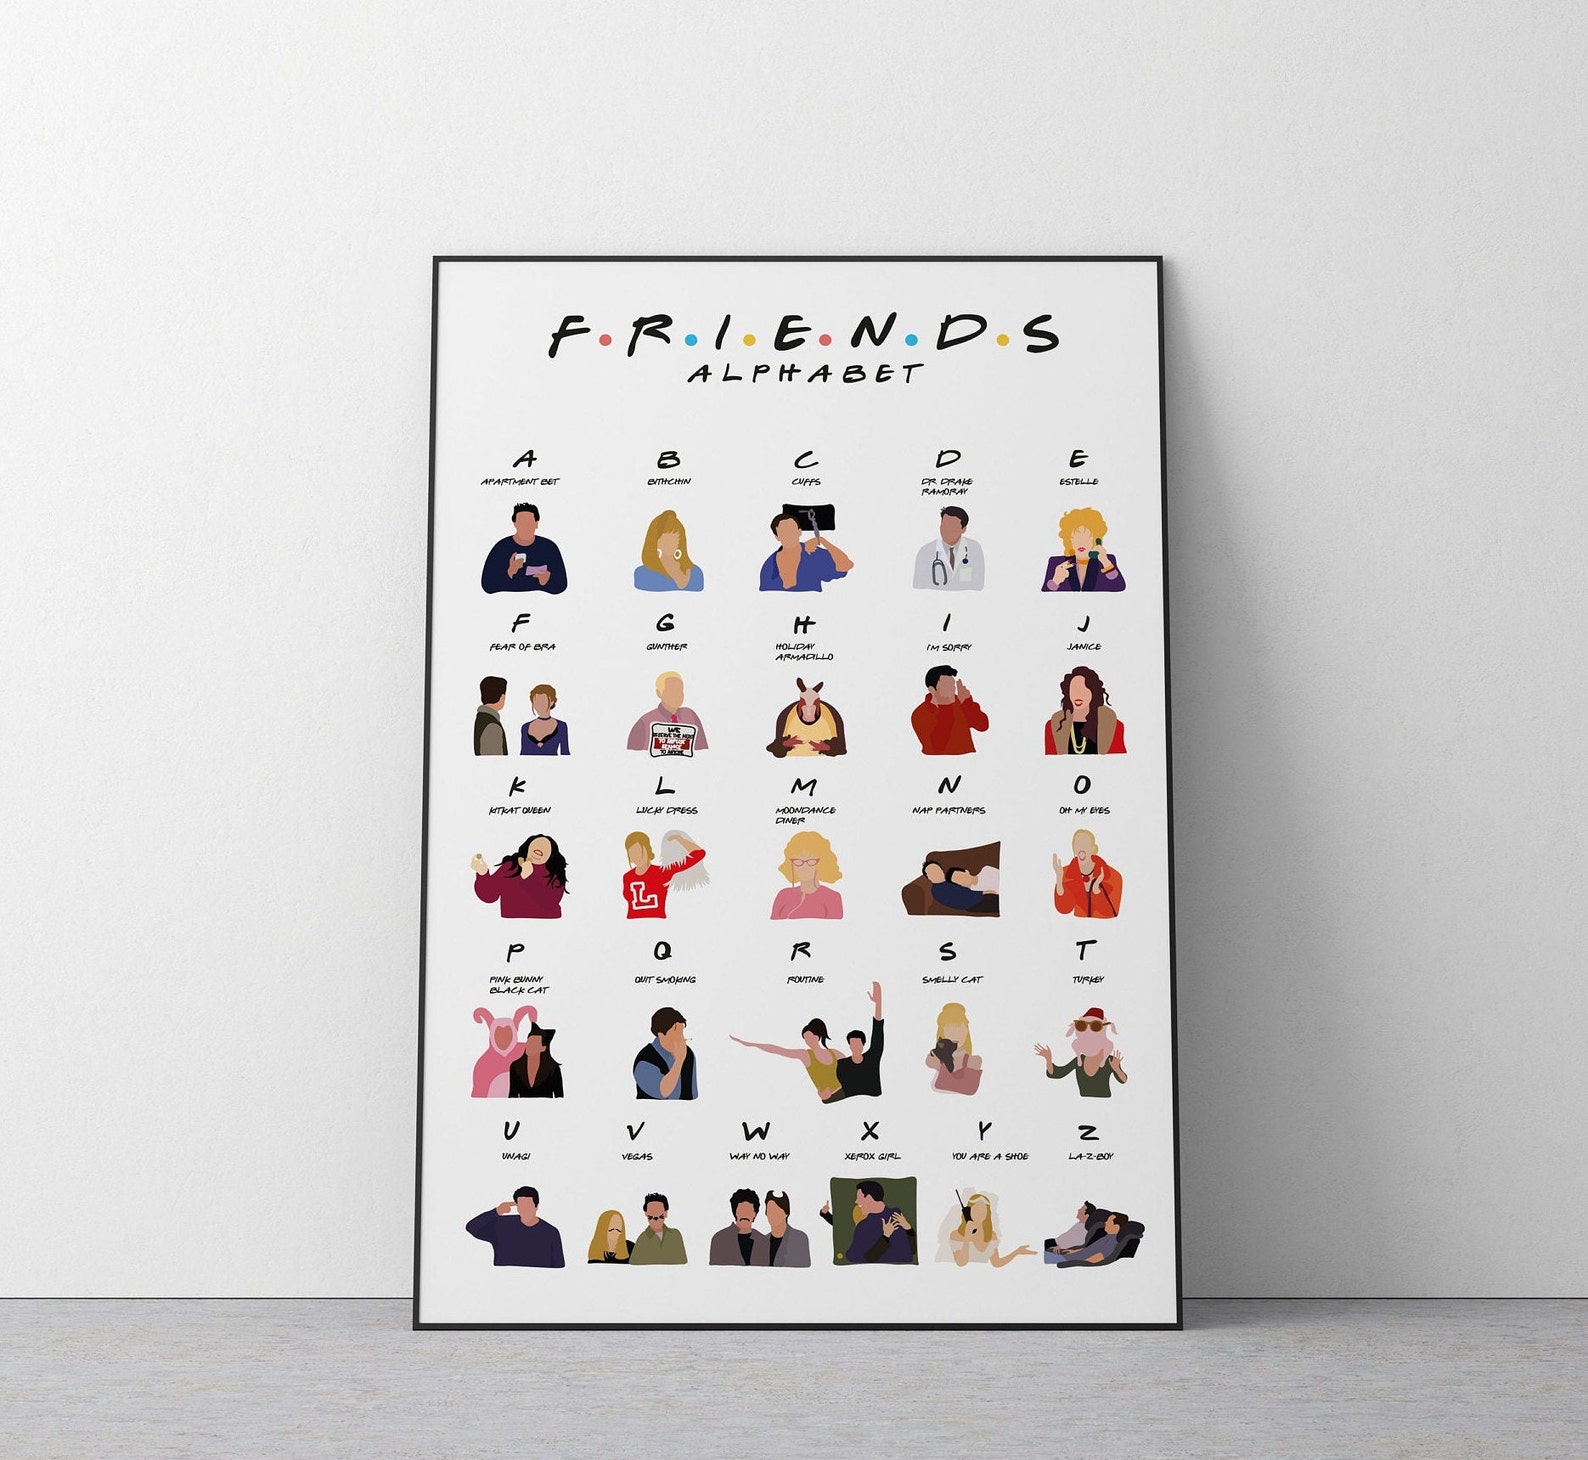 F.R.I.E.N.D.S
ALPHABET
A
APARTMENT BET
B
BITHCHIN
C
CUFFS
D
DR DRAKE
RAMORAY
E
ESTELLE
F
FEAR OF BRA
G
GUNTHER
WE
H
HOLIDAY
ARMADILLO
I
I'M SORRY
J
JANICE
K
KITKAT QUEEN
L
LUCKY DRESS
L
M
MOONDANCE
DINER
N
NAP PARTNERS
O
OH MY EYES
P
PINK BUNNY
BLACK CAT
Q
QUIT SMOKING
R
ROUTINE
S
SMELLY CAT
T
TURKEY
U
UNAGI
V
VEGAS
W
WAY NO WAY
X
XEROX GIRL
Y
YOU ARE A SHOE
Z
LA-Z-BOY